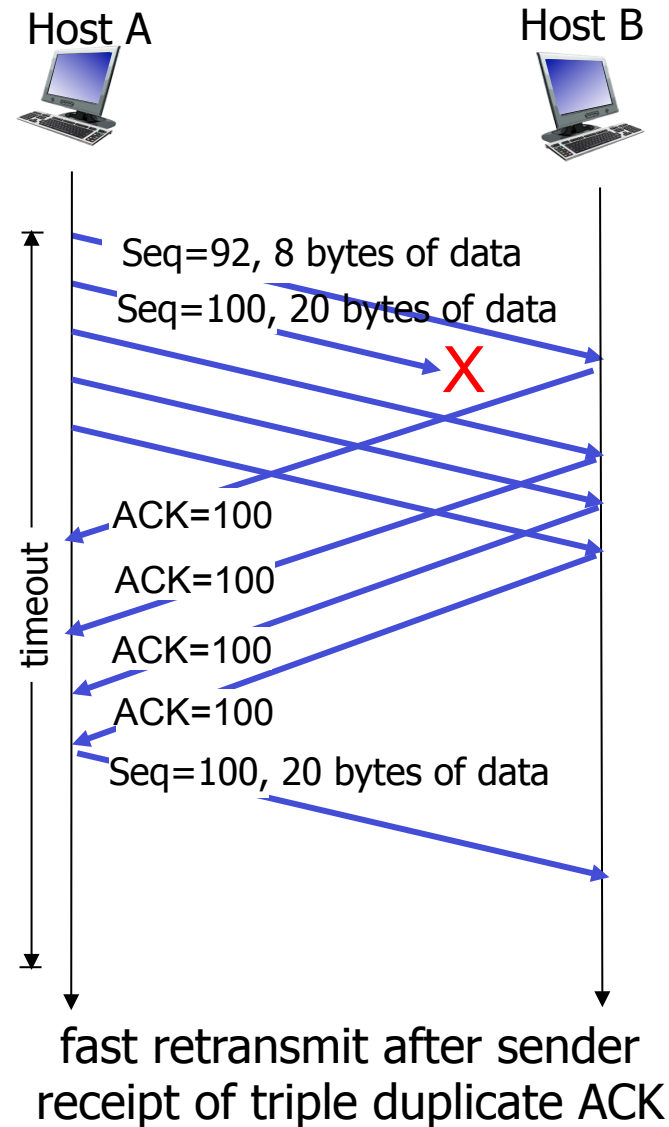 Host A
Host B
Seq=92, 8 bytes of data
Seq=100, 20 bytes of data
X
timeout
ACK=100
ACK=100
ACK=100
ACK=100
Seq=100, 20 bytes of data
fast retransmit after sender
receipt of triple duplicate ACK